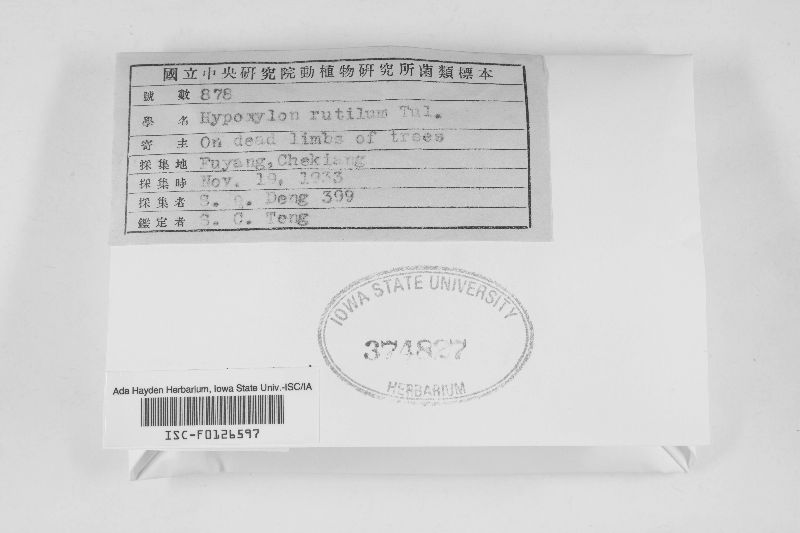 國立中央研究院動植物研究所菌類標本
號數 878
學名 Hypoxylon rutilum Tul.
寄主 On dead limbs of trees
採集地 Fuyang, Chekiang
採集時 Nov. 19, 1933
採集者 S. Q. Deng 399
鑑定者 S. C. Teng
IOWA STATE UNIVERSITY
374827
HERBARIUM
Ada Hayden Herbarium, Iowa State Univ.-ISC/IA
ISC-F0126597